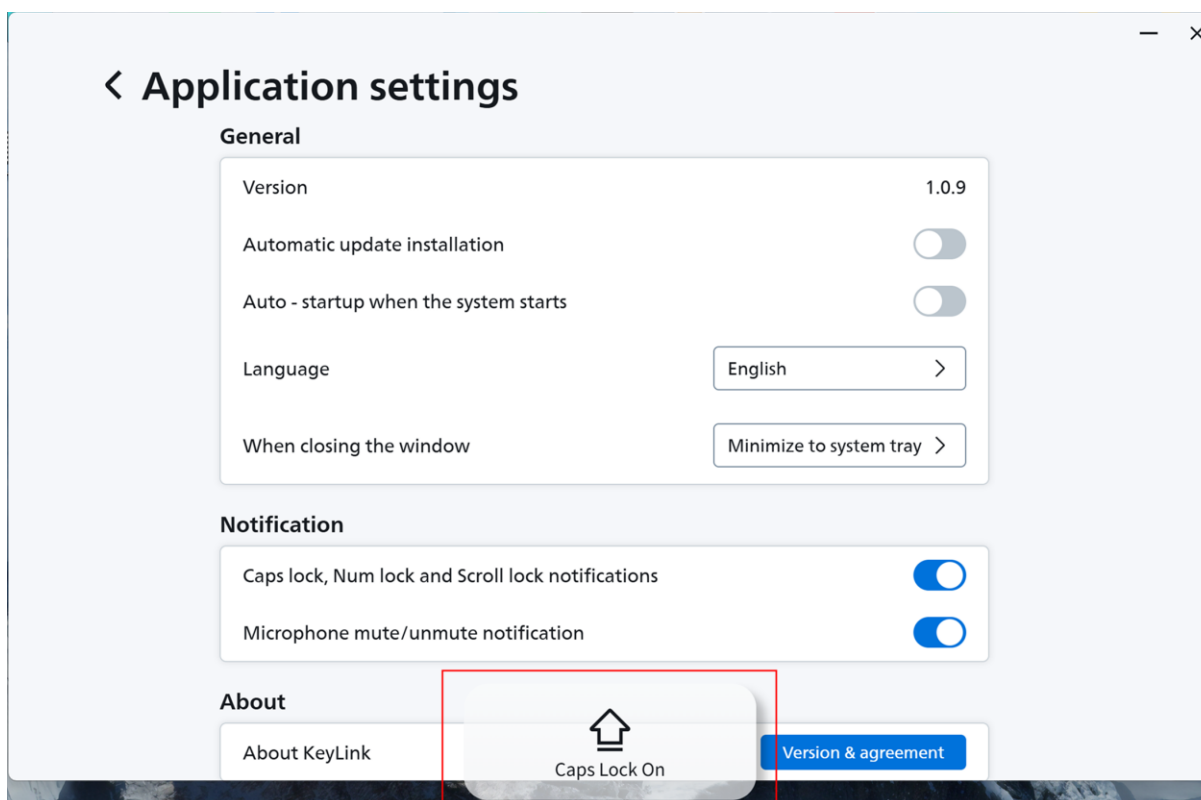 Application settings
General
Version 1.0.9
Automatic update installation
Auto - startup when the system starts
Language English
When closing the window Minimize to system tray
Notification
Caps lock, Num lock and Scroll lock notifications
Microphone mute/unmute notification
About
About KeyLink Version & agreement
Caps Lock On